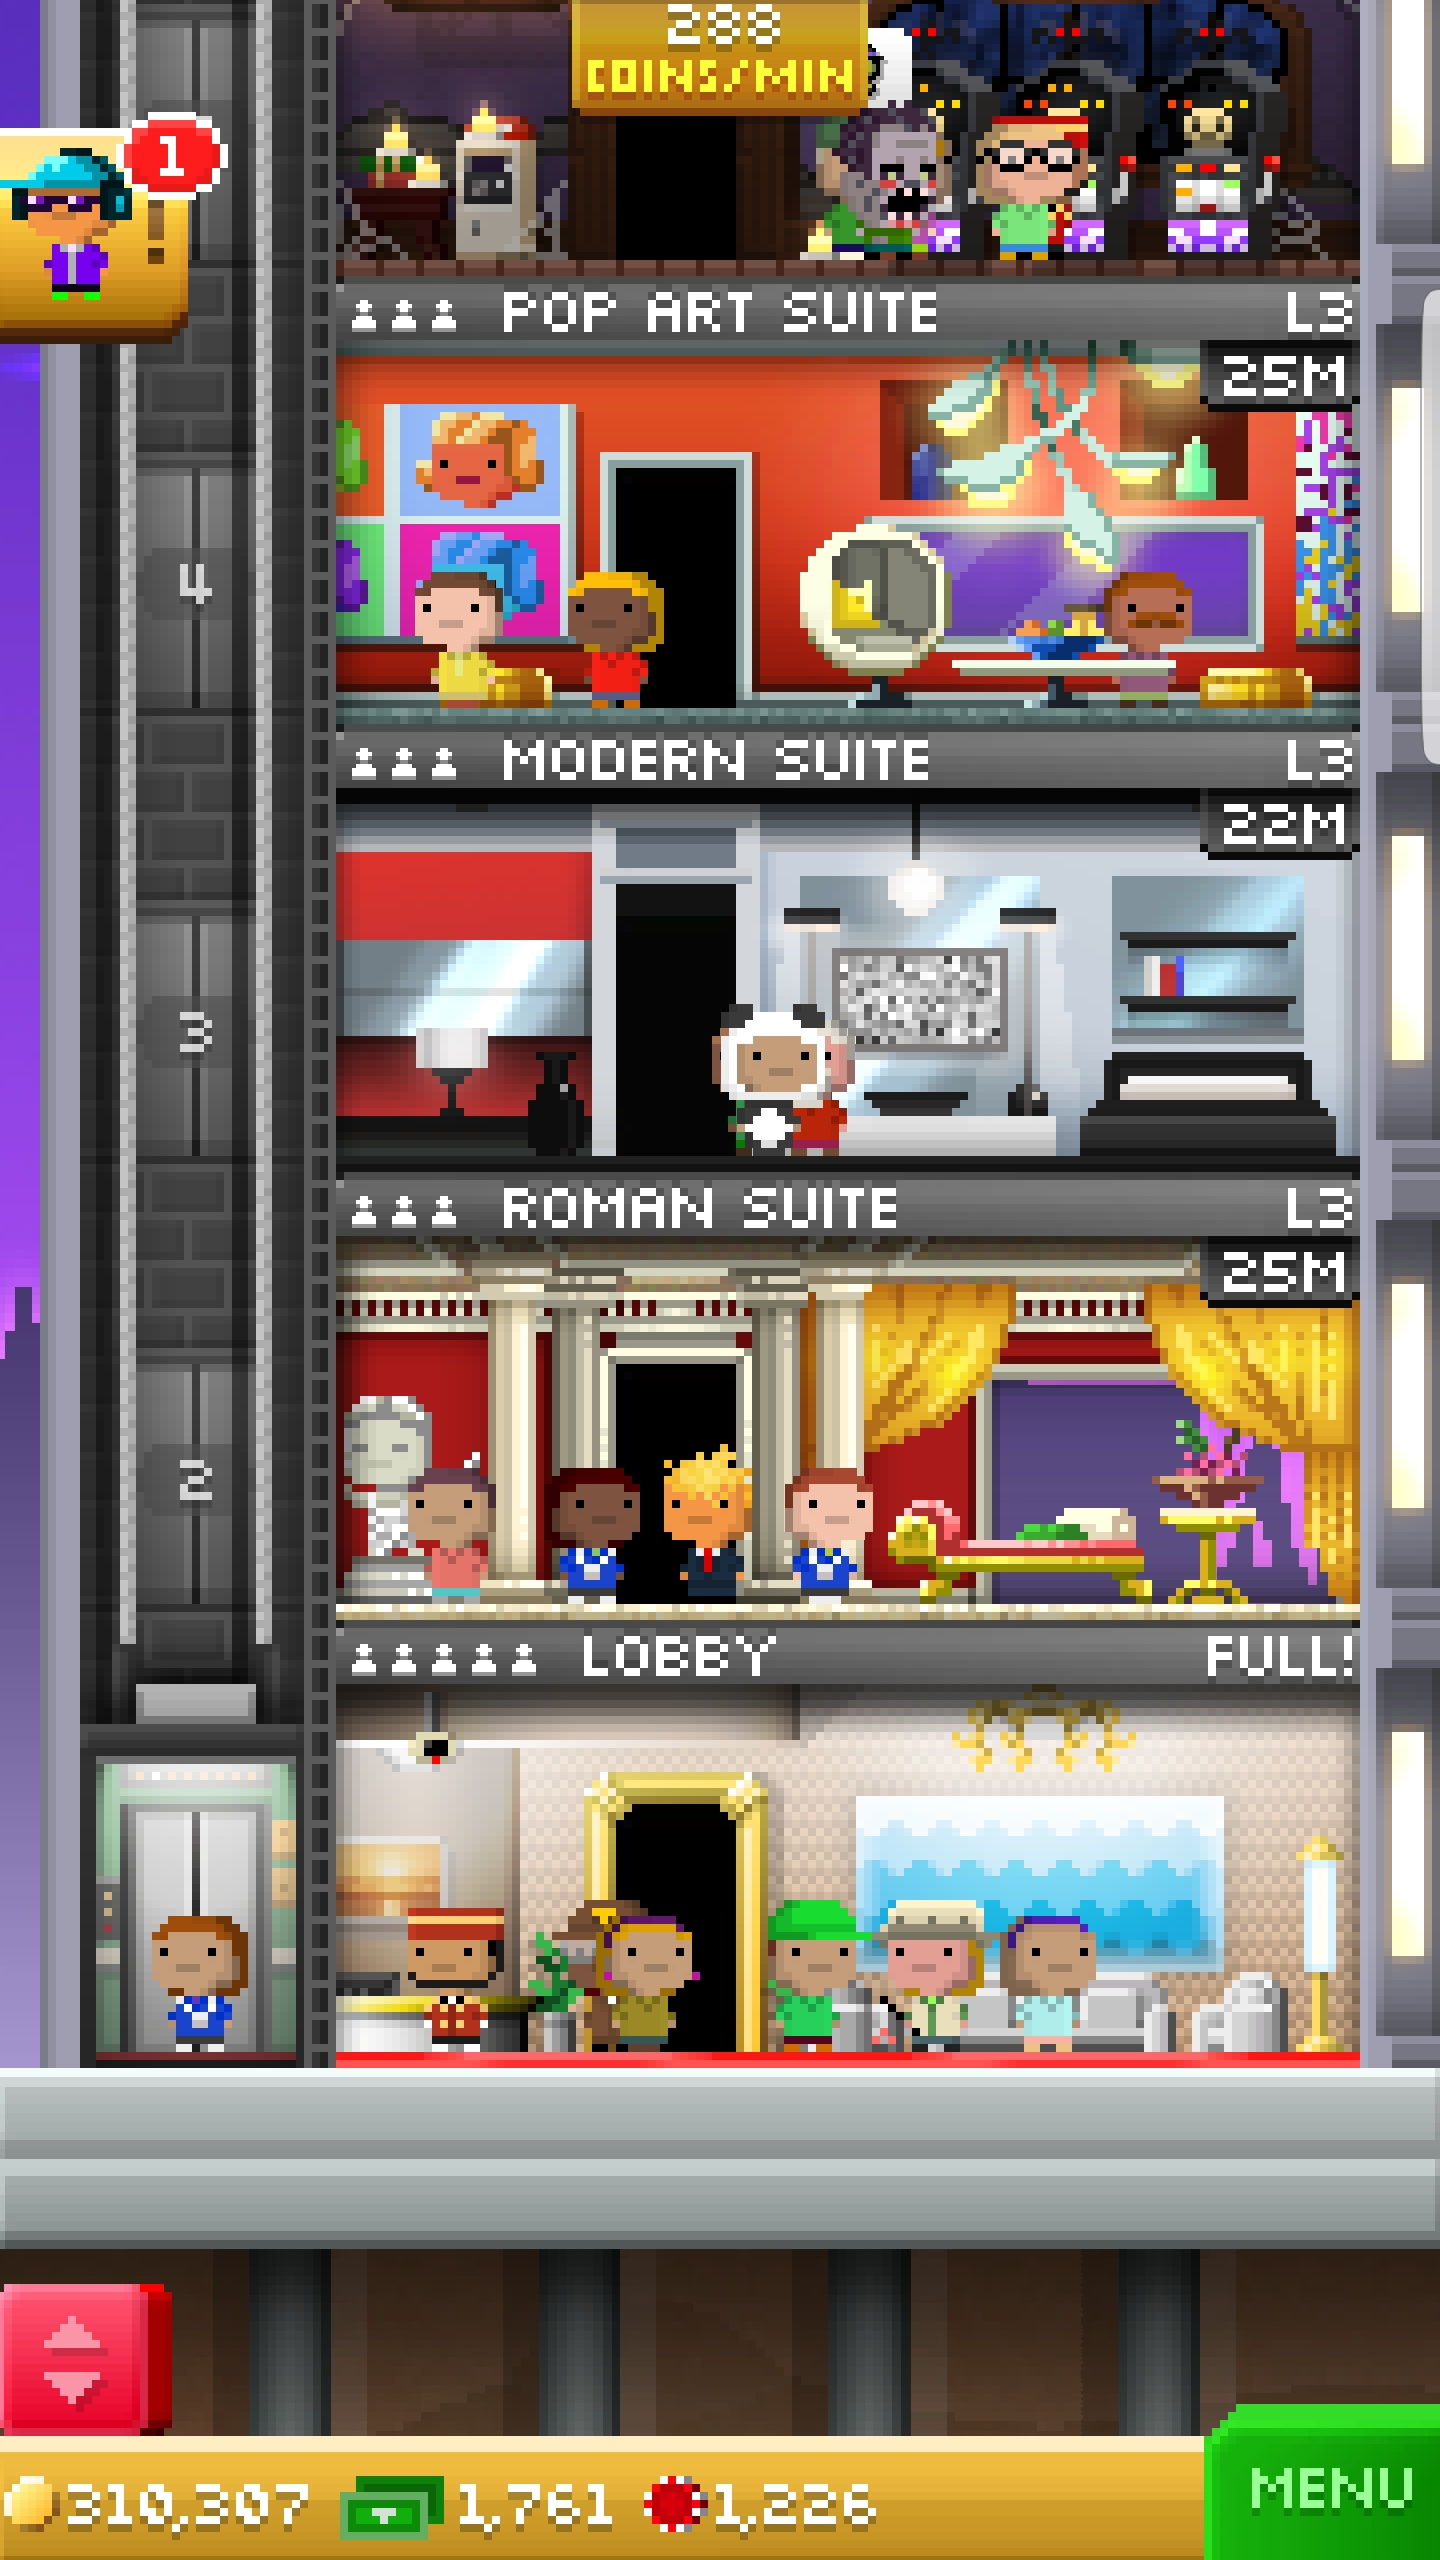 288
COINS/MIN
1
POP ART SUITE L3
25M
4
MODERN SUITE L3
22M
3
ROMAN SUITE L3
25M
2
LOBBY FULL!
310,307 1,761 1,226
MENU